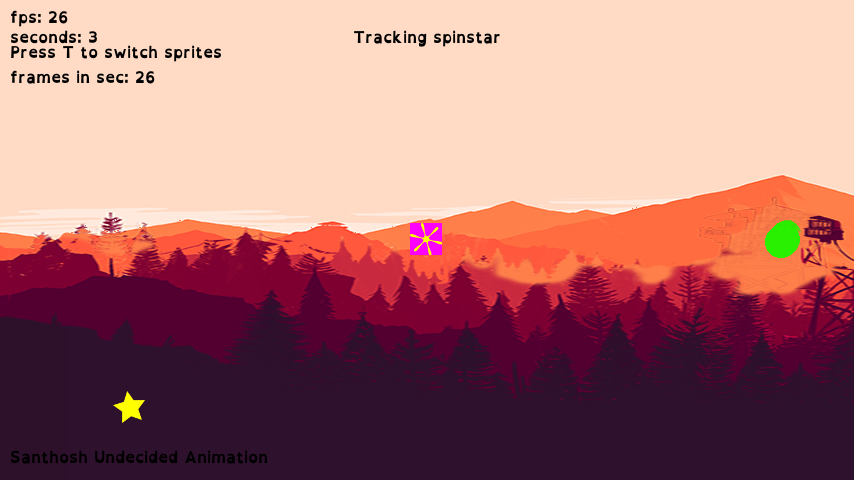 fps: 26
seconds: 3
Tracking spinstar
Press T to switch sprites
frames in sec: 26
Santhosh Undecided Animation